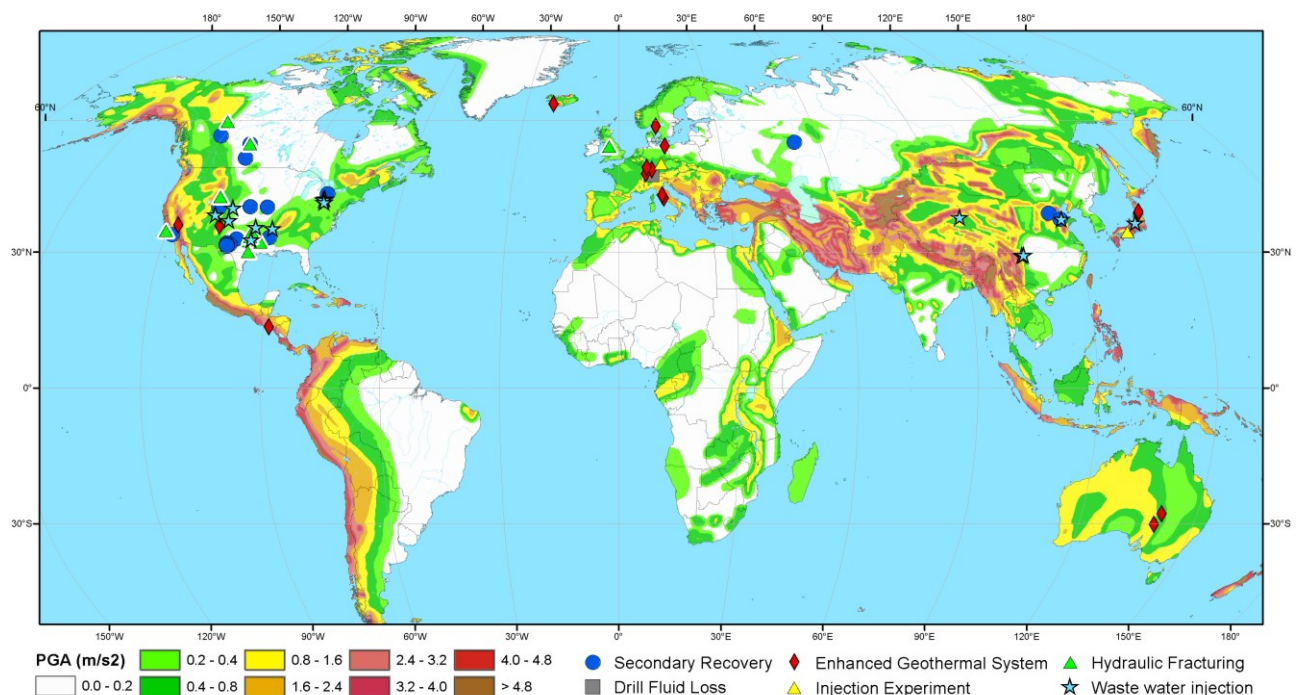 180° 150°W 120°W 90°W 60°W 30°W 0° 30°E 60°E 90°E 120°E 150°E 180°
60°N 60°N
30°N 30°N
0° 0°
30°S 30°S
150°W 120°W 90°W 60°W 30°W 0° 30°E 60°E 90°E 120°E 150°E 180°
PGA (m/s2) 0.2 - 0.4 0.8 - 1.6 2.4 - 3.2 4.0 - 4.8 Secondary Recovery Enhanced Geothermal System Hydraulic Fracturing
0.0 - 0.2 0.4 - 0.8 1.6 - 2.4 3.2 - 4.0 > 4.8 Drill Fluid Loss Injection Experiment Waste water injection